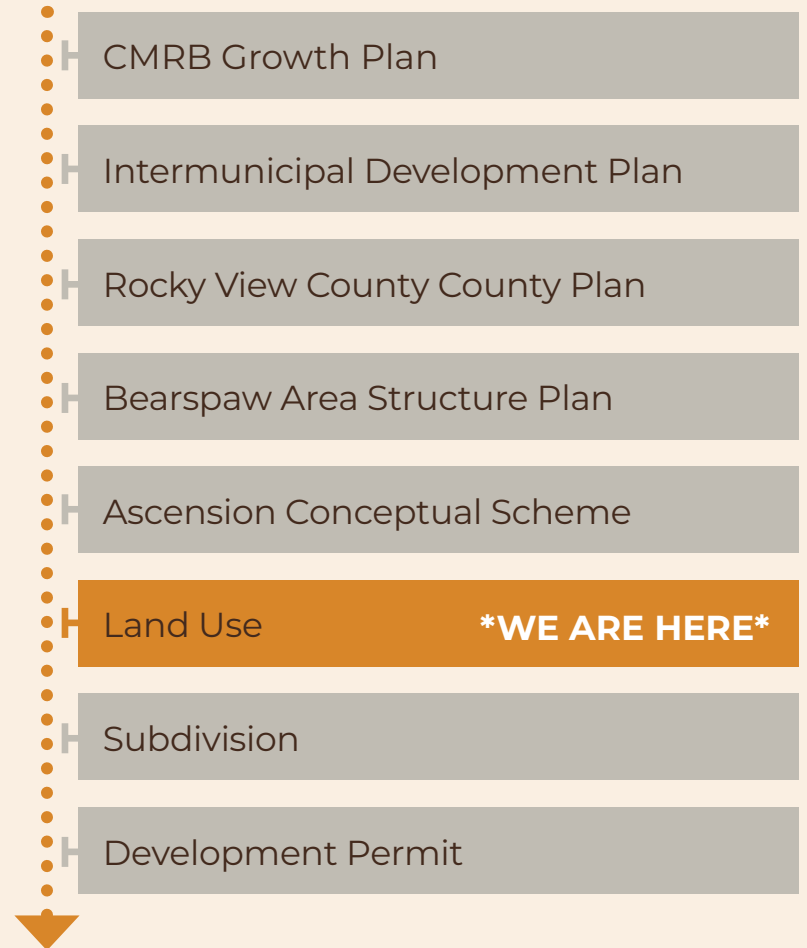 CMRB Growth Plan
Intermunicipal Development Plan
Rocky View County County Plan
Bearspaw Area Structure Plan
Ascension Conceptual Scheme
Land Use *WE ARE HERE*
Subdivision
Development Permit